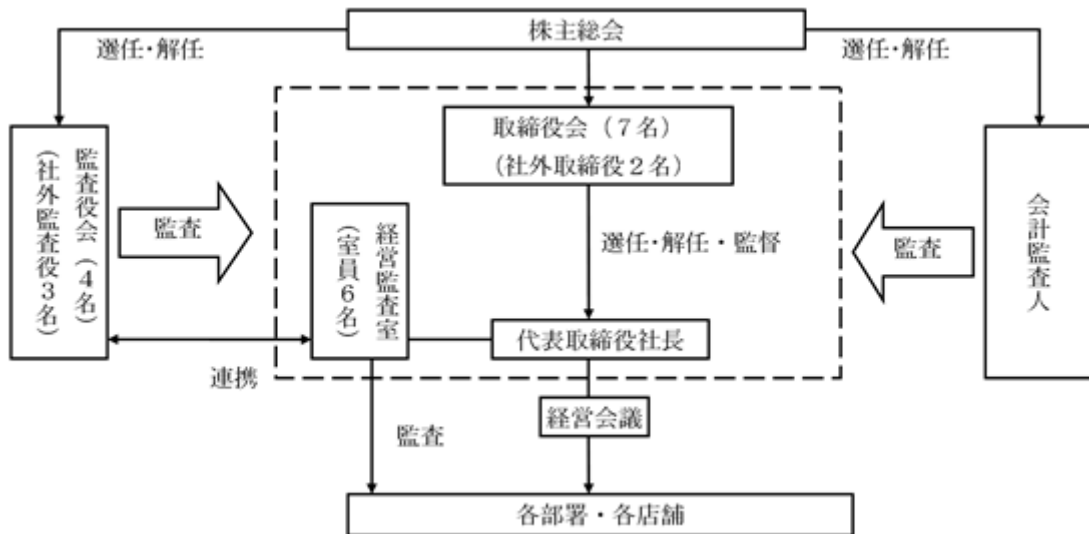 株主総会
選任･解任
選任･解任
取締役会（７名）
（社外取締役２名）
監査役会（４名）
（社外監査役３名）
監査
経営監査室
（室員６名）
選任･解任・監督
監査
会計監査人
代表取締役社長
連携
経営会議
監査
各部署・各店舗